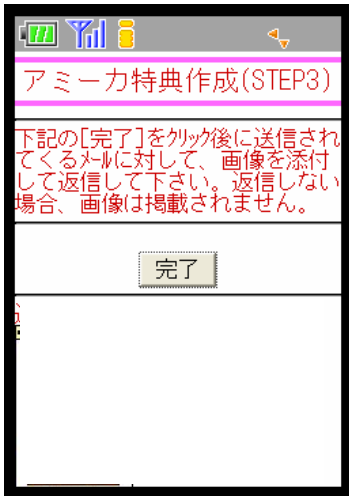 アミーカ特典作成(STEP3)
下記の[完了]をｸﾘｯｸ後に送信され
てくるﾒｰﾙに対して、画像を添付
して返信して下さい。返信しない
場合、画像は掲載されません。
完了